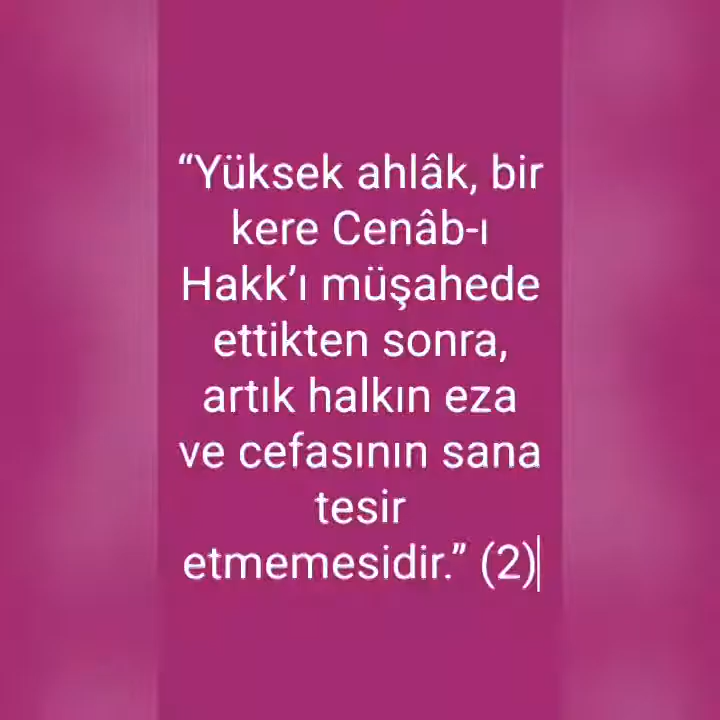 “Yüksek ahlâk, bir
kere Cenâb-ı
Hakk’ı müşahede
ettikten sonra,
artık halkın eza
ve cefasının sana
tesir
etmemesidir.” (2)